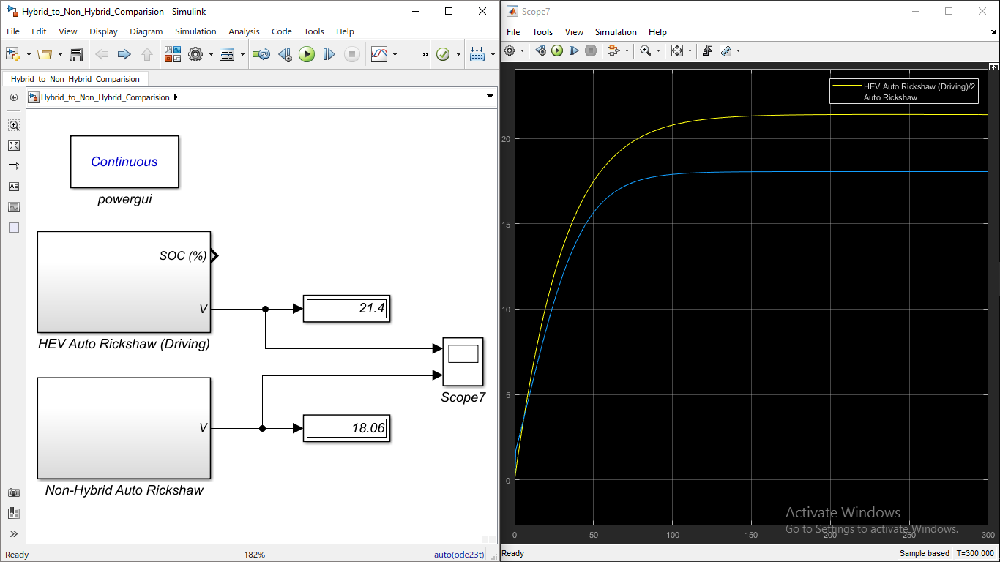 Hybrid_to_Non_Hybrid_Comparision - Simulink
File Edit View Display Diagram Simulation Analysis Code Tools Help
Hybrid_to_Non_Hybrid_Comparision
Hybrid_to_Non_Hybrid_Comparision
Continuous
powergui
SOC (%)
V
21.4
HEV Auto Rickshaw (Driving)
Scope7
V
18.06
Non-Hybrid Auto Rickshaw
Ready 182% auto(ode23t)
Scope7
File Tools View Simulation Help
HEV Auto Rickshaw (Driving)/2
Auto Rickshaw
20
15
10
5
0
0 50 100 150 200 250 300
Activate Windows
Go to Settings to activate Windows.
Ready Sample based T=300.000